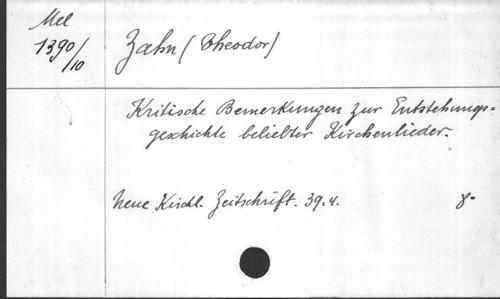 Mel
1390/10
Zahn (Theodor)
Kritische Bemerkungen zur Entstehungs=
geschichte beliebter Kirchenlieder.
Neue Kirchl. Zeitschrift. 39.4. 8°